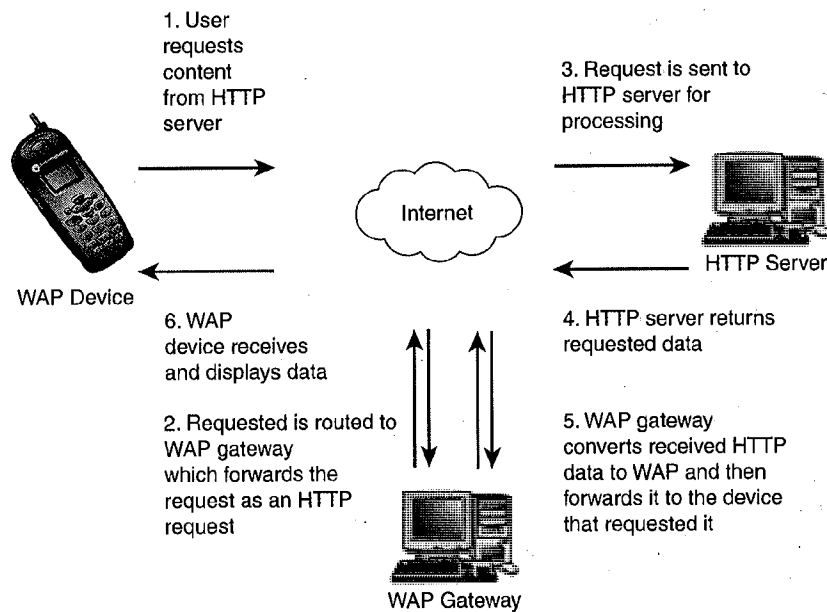 1. User
requests
content
from HTTP
server
3. Request is sent to
HTTP server for
processing
Internet
WAP Device
HTTP Server
6. WAP
device receives
and displays data
4. HTTP server returns
requested data
2. Requested is routed to
WAP gateway
which forwards the
request as an HTTP
request
5. WAP gateway
converts received HTTP
data to WAP and then
forwards it to the device
that requested it
WAP Gateway